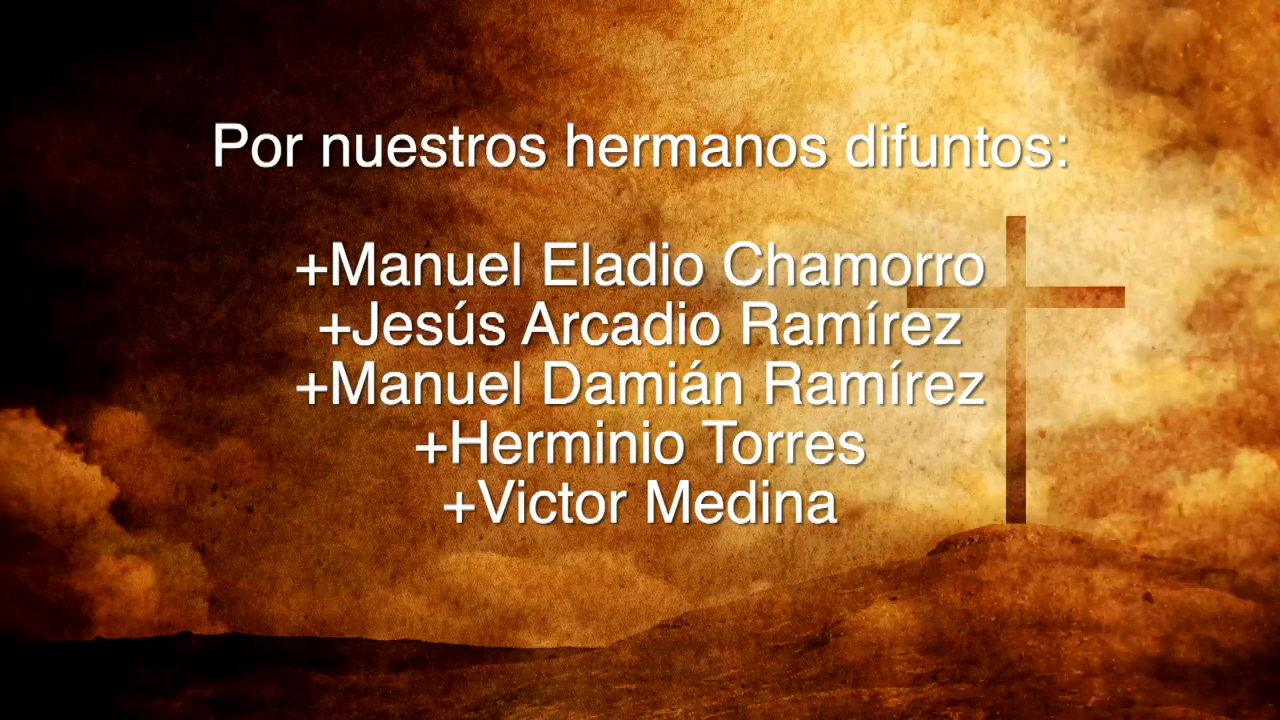 Por nuestros hermanos difuntos:
+Manuel Eladio Chamorro
+Jesús Arcadio Ramírez
+Manuel Damián Ramírez
+Herminio Torres
+Victor Medina